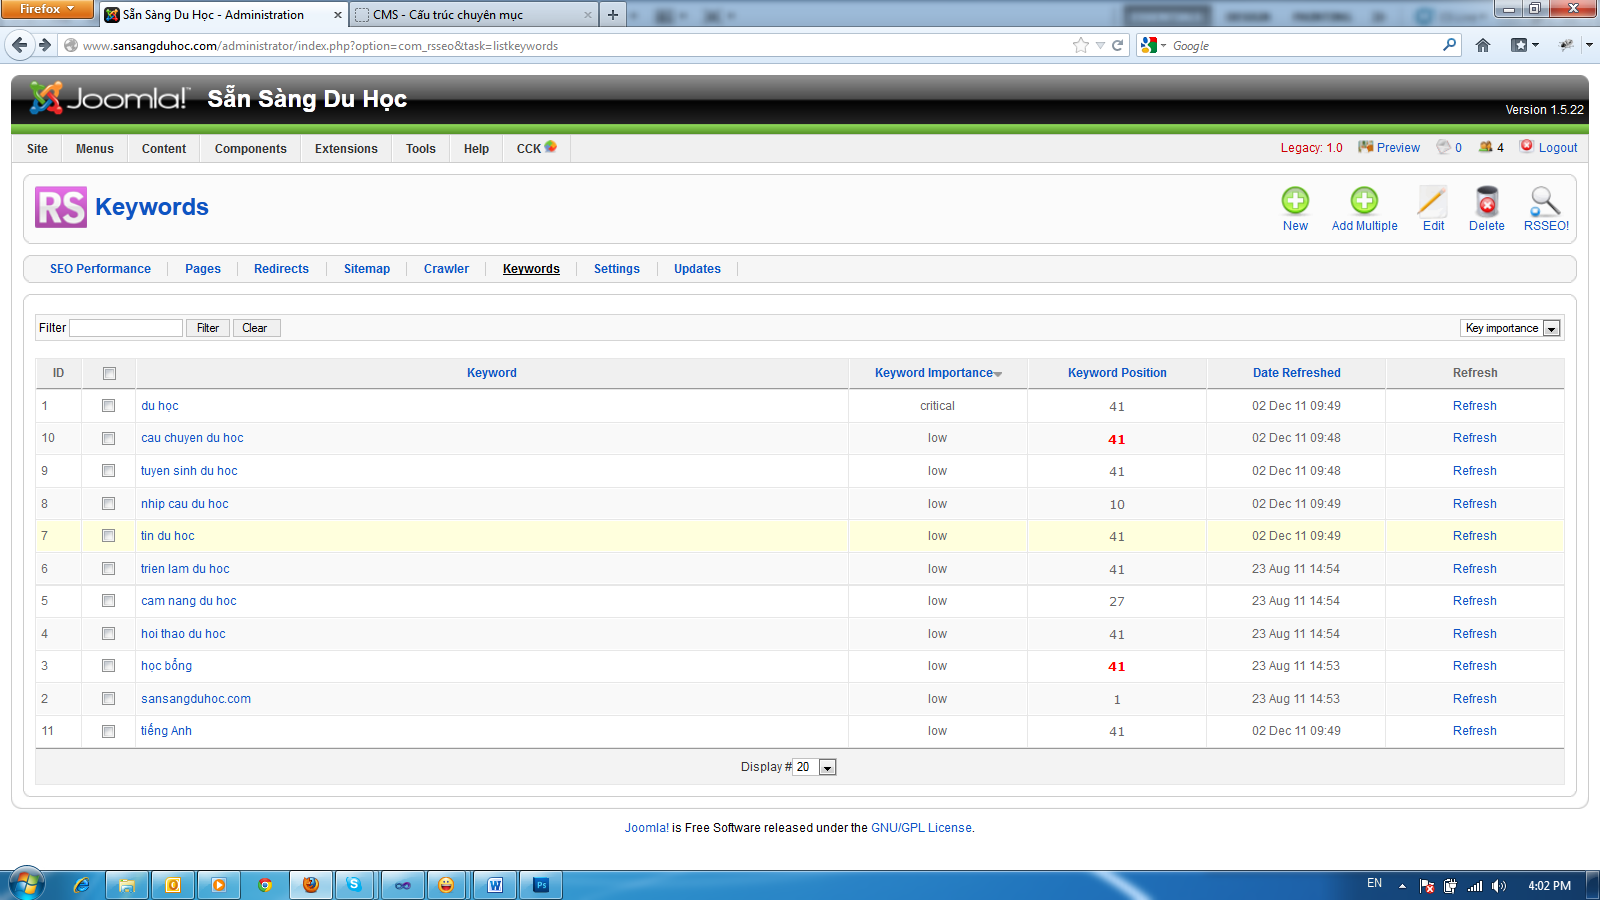 Firefox
Sẵn Sàng Du Học - Administration
CMS - Cấu trúc chuyên mục
www.sansangduhoc.com/administrator/index.php?option=com_rsseo&task=listkeywords
Google
Joomla! Sẵn Sàng Du Học
Version 1.5.22
Site Menus Content Components Extensions Tools Help CCK Legacy: 1.0 Preview 0 4 Logout
RS Keywords
New Add Multiple Edit Delete RSSEO!
SEO Performance Pages Redirects Sitemap Crawler Keywords Settings Updates
Filter Filter Clear Key importance
ID Keyword Keyword Importance Keyword Position Date Refreshed Refresh
1 du học critical 41 02 Dec 11 09:49 Refresh
10 cau chuyen du hoc low 41 02 Dec 11 09:48 Refresh
9 tuyen sinh du hoc low 41 02 Dec 11 09:48 Refresh
8 nhip cau du hoc low 10 02 Dec 11 09:49 Refresh
7 tin du hoc low 41 02 Dec 11 09:49 Refresh
6 trien lam du hoc low 41 23 Aug 11 14:54 Refresh
5 cam nang du hoc low 27 23 Aug 11 14:54 Refresh
4 hoi thao du hoc low 41 23 Aug 11 14:54 Refresh
3 học bổng low 41 23 Aug 11 14:53 Refresh
2 sansangduhoc.com low 1 23 Aug 11 14:53 Refresh
11 tiếng Anh low 41 02 Dec 11 09:49 Refresh
Display # 20
Joomla! is Free Software released under the GNU/GPL License.
EN 4:02 PM